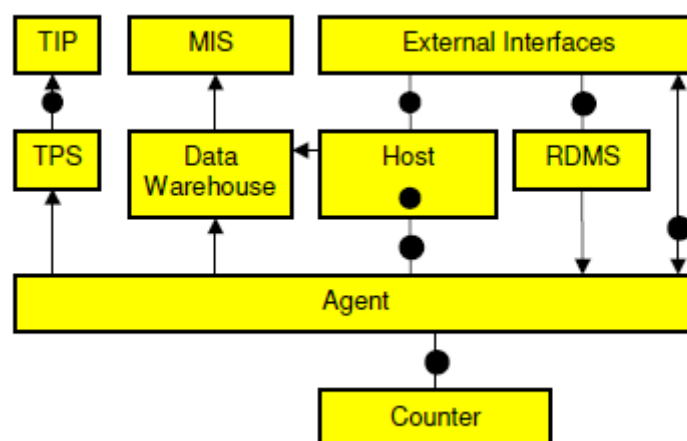 TIP
MIS
External Interfaces
TPS
Data
Warehouse
Host
RDMS
Agent
Counter